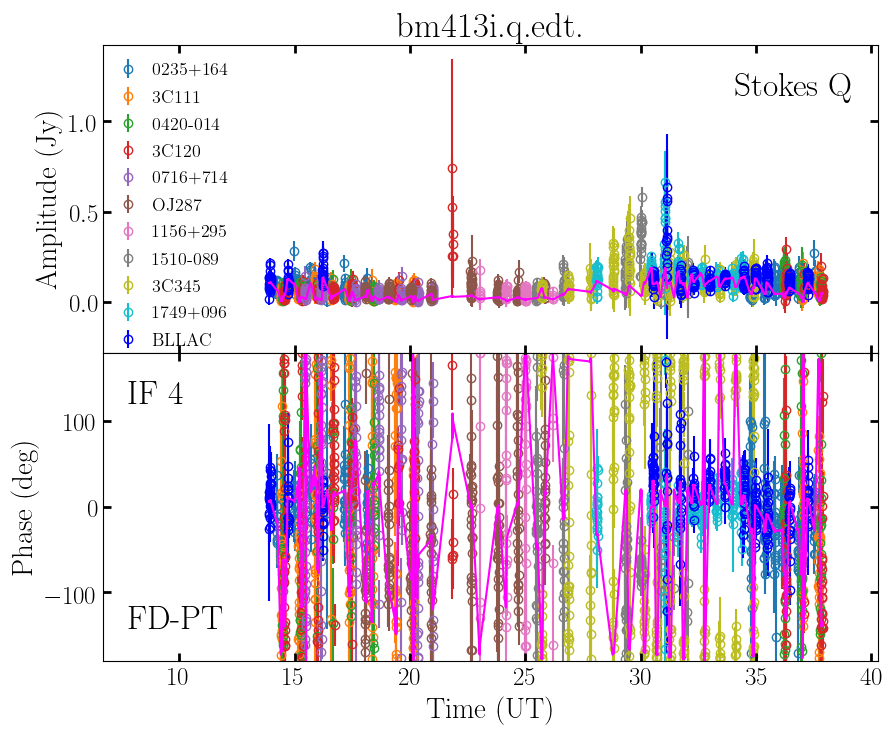 bm413i.q.edt.
Stokes Q
0235+164
3C111
0420-014
3C120
0716+714
OJ287
1156+295
1510-089
3C345
1749+096
BLLAC
Amplitude (Jy)
1.0
0.5
0.0
IF 4
FD-PT
Phase (deg)
100
0
−100
10 15 20 25 30 35 40
Time (UT)